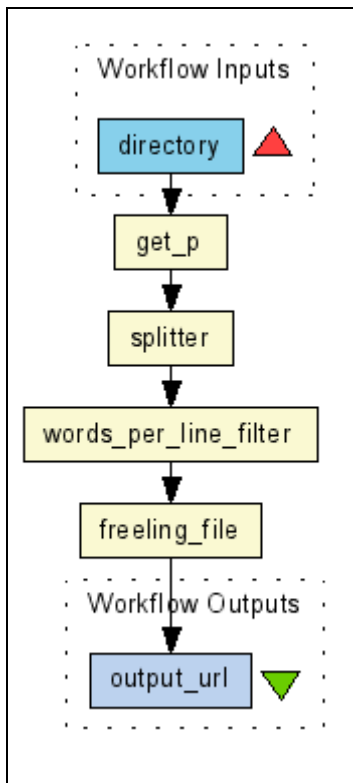 Workflow Inputs
directory
get_p
splitter
words_per_line_filter
freeling_file
Workflow Outputs
output_url